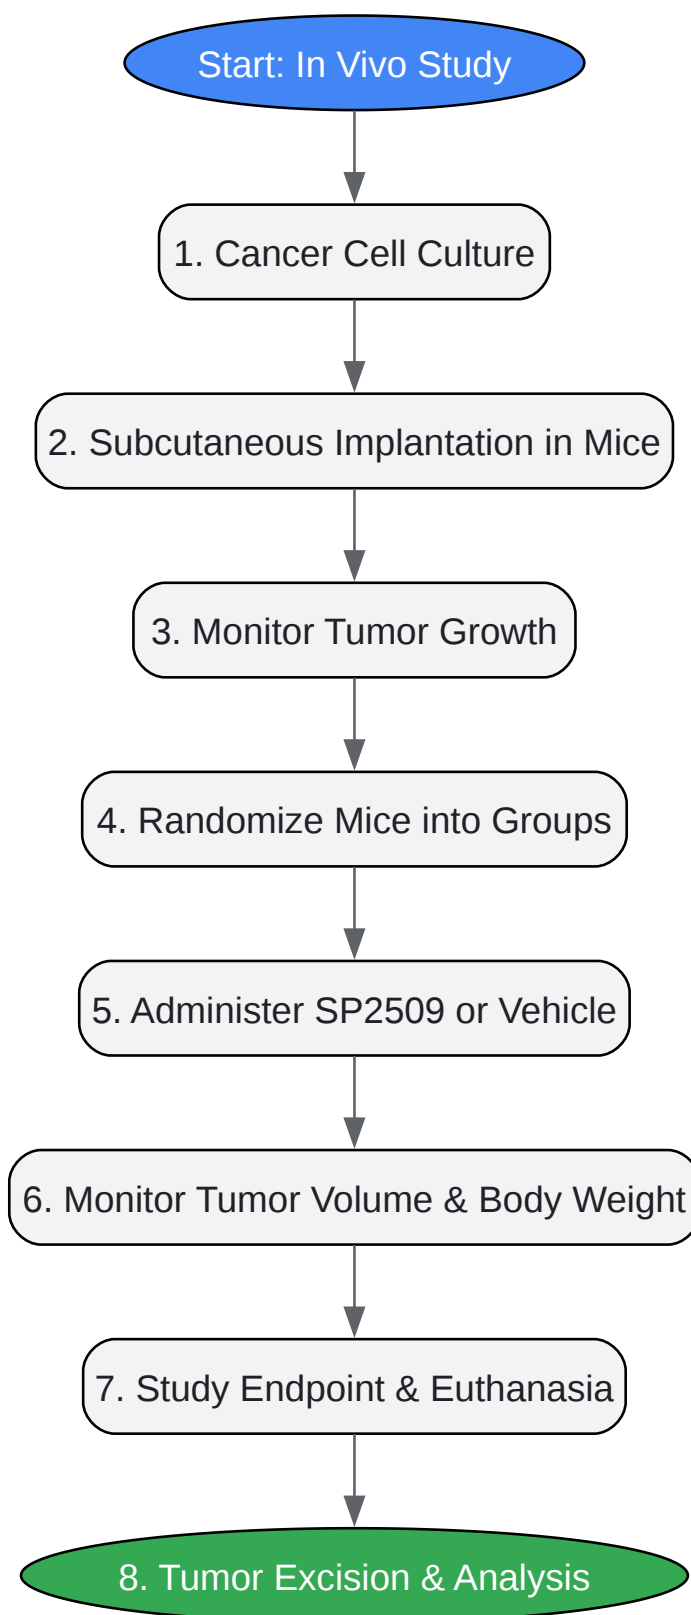 Start: In Vivo Study
1. Cancer Cell Culture
2. Subcutaneous Implantation in Mice
3. Monitor Tumor Growth
4. Randomize Mice into Groups
5. Administer SP2509 or Vehicle
6. Monitor Tumor Volume & Body Weight
7. Study Endpoint & Euthanasia
8. Tumor Excision & Analysis